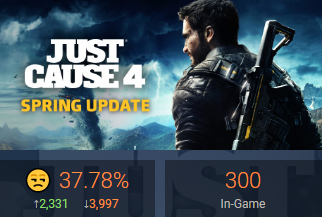 JUST
CAUSE 4
SPRING UPDATE
37.78%
↑2,331 ↓3,997
300
In-Game